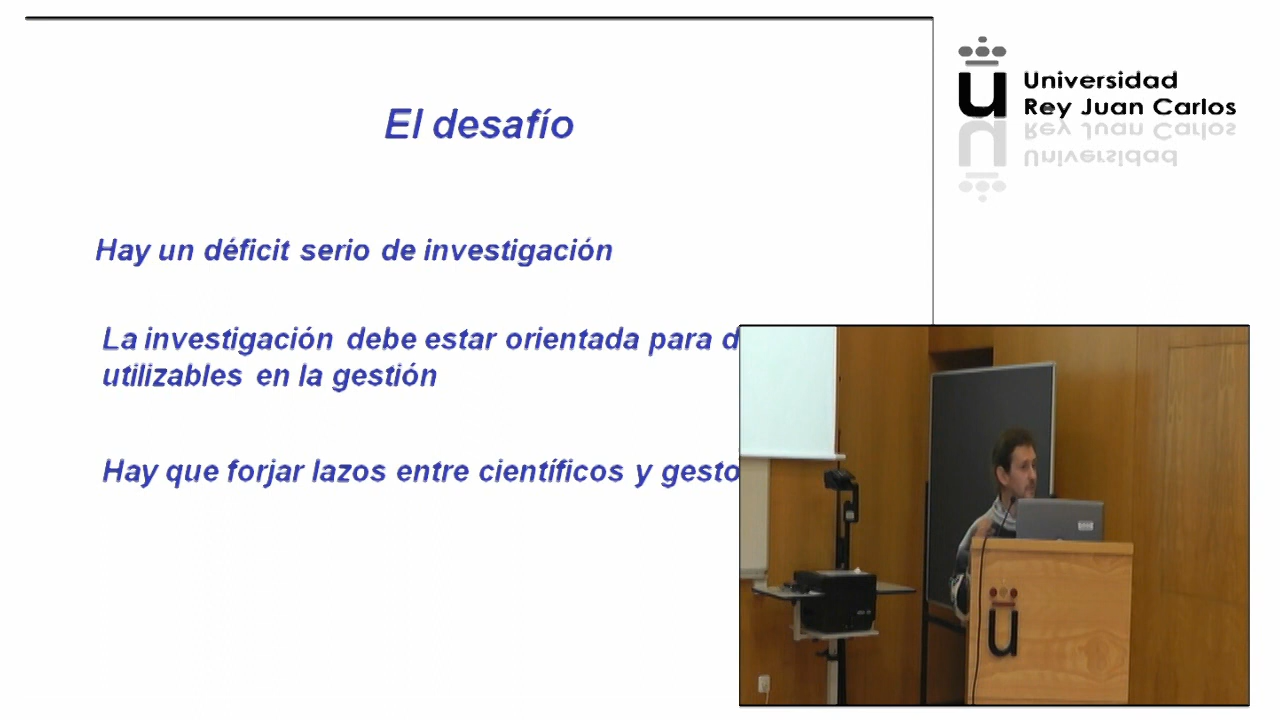 El desafío
Universidad
Rey Juan Carlos
Hay un déficit serio de investigación
La investigación debe estar orientada para
utilizables en la gestión
Hay que forjar lazos entre científicos y